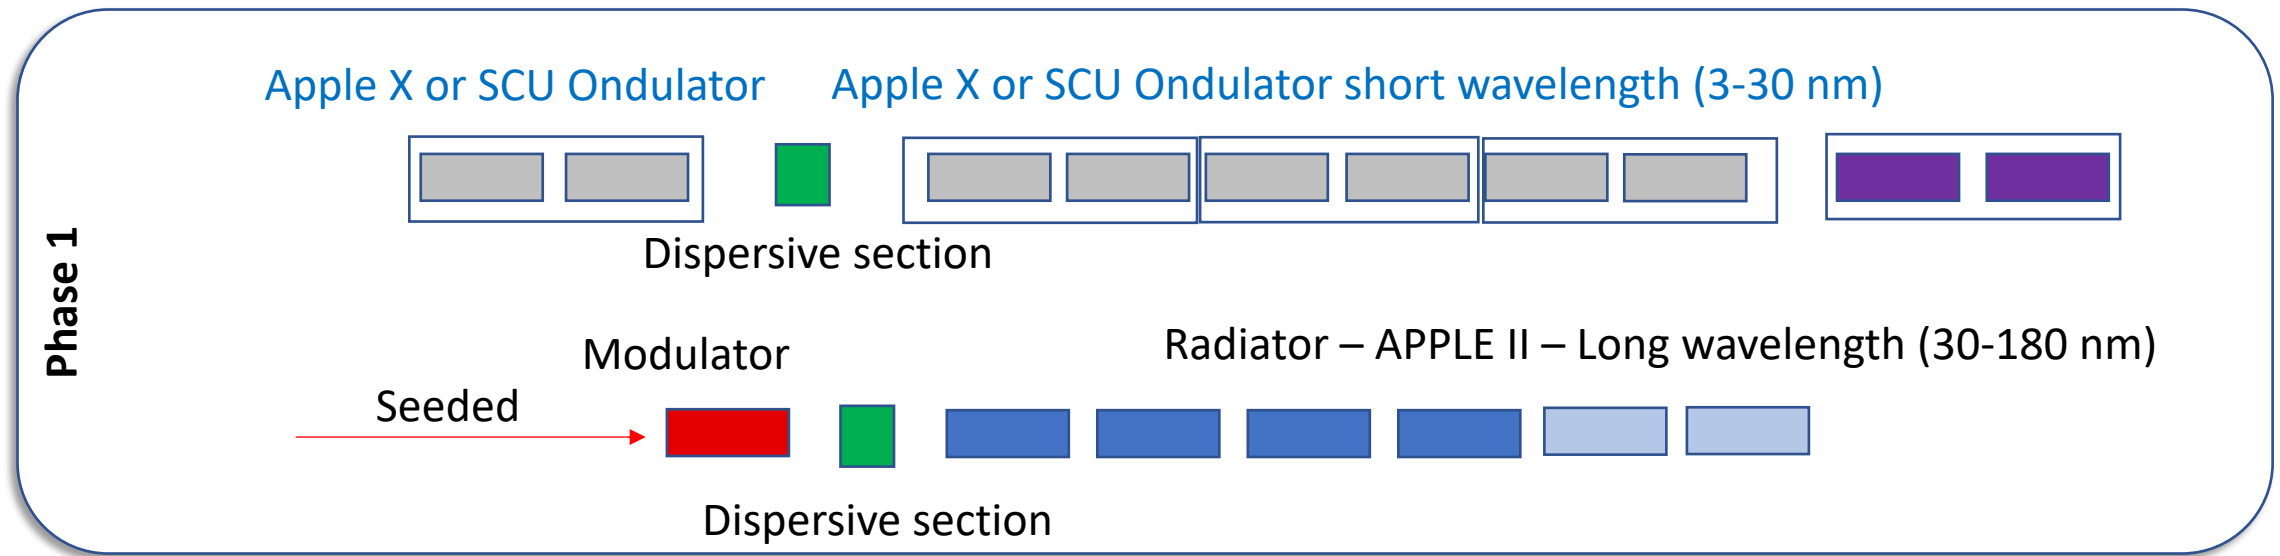 Phase 1
Apple X or SCU Ondulator
Apple X or SCU Ondulator short wavelength (3-30 nm)
Dispersive section
Modulator
Radiator – APPLE II – Long wavelength (30-180 nm)
Seeded
Dispersive section